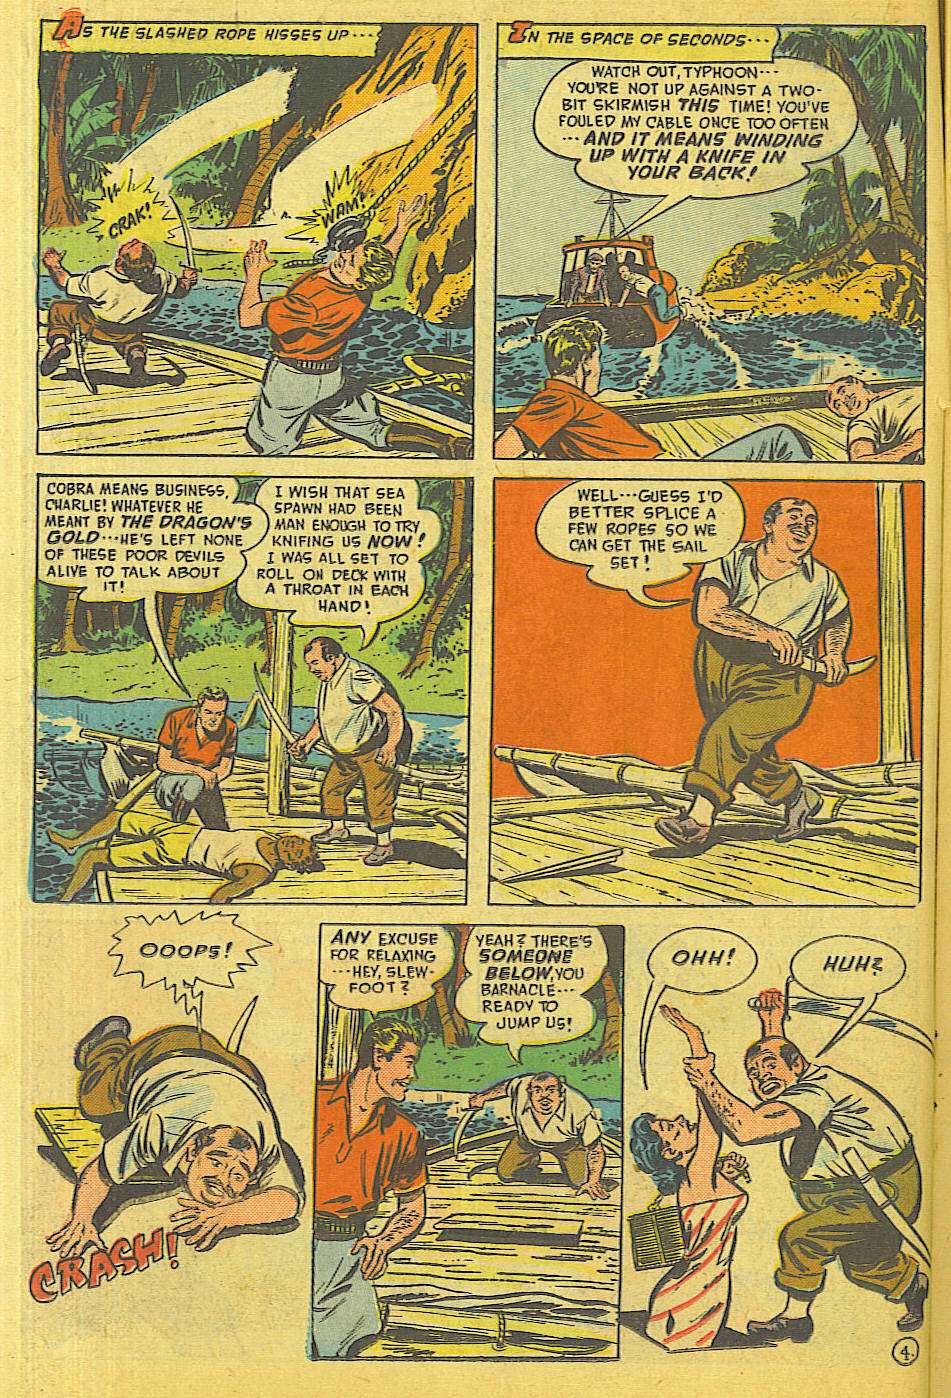 AS THE SLASHED ROPE HISSES UP---
CRAK!
WAM!
IN THE SPACE OF SECONDS---
WATCH OUT, TYPHOON---
YOU'RE NOT UP AGAINST A TWO-
BIT SKIRMISH THIS TIME! YOU'VE
FOULED MY CABLE ONCE TOO OFTEN
---AND IT MEANS WINDING
UP WITH A KNIFE IN
YOUR BACK!
COBRA MEANS BUSINESS,
CHARLIE! WHATEVER HE
MEANT BY THE DRAGON'S
GOLD---HE'S LEFT NONE
OF THESE POOR DEVILS
ALIVE TO TALK ABOUT
IT!
I WISH THAT SEA
SPAWN HAD BEEN
MAN ENOUGH TO TRY
KNIFING US NOW!
I WAS ALL SET TO
ROLL ON DECK WITH
A THROAT IN EACH
HAND!
WELL---GUESS I'D
BETTER SPLICE A
FEW ROPES SO WE
CAN GET THE SAIL
SET!
OOOPS!
CRASH!
ANY EXCUSE
FOR RELAXING
---HEY, SLEW-
FOOT?
YEAH? THERE'S
SOMEONE
BELOW, YOU
BARNACLE---
READY TO
JUMP US!
OHH!
HUH?
4